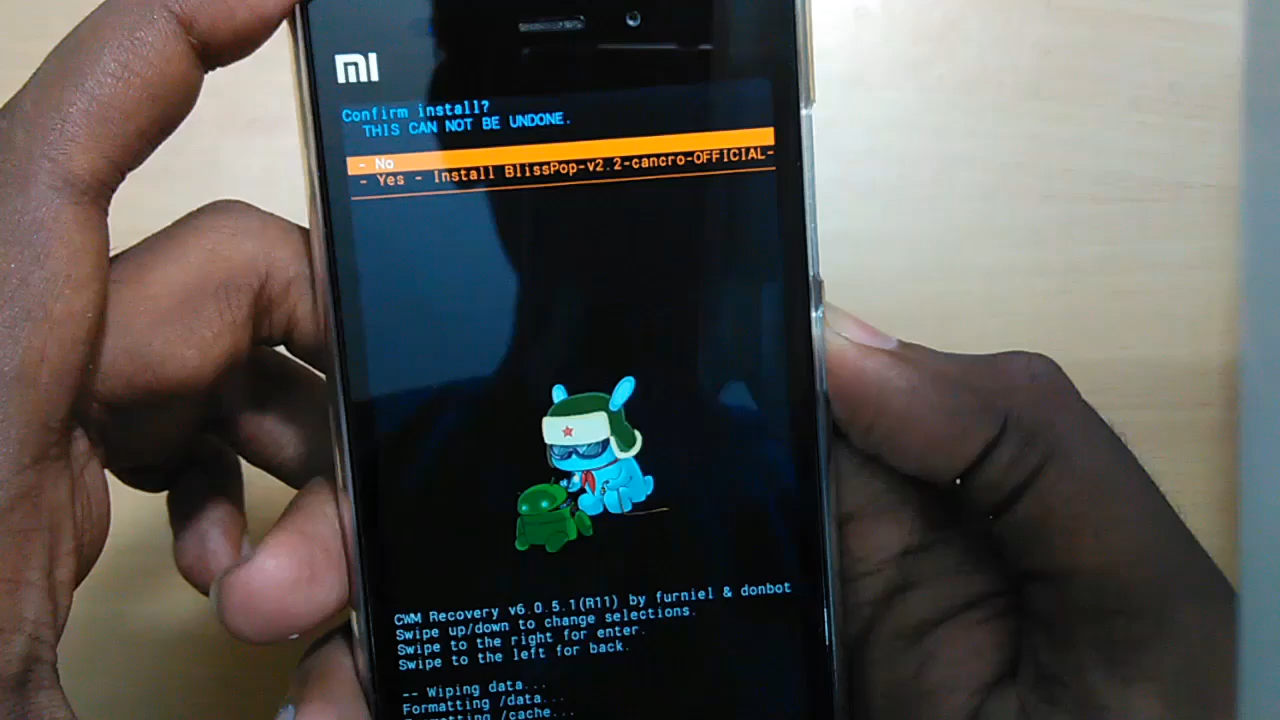 MI
Confirm install?
THIS CAN NOT BE UNDONE.
- No
- Yes - Install BlissPop-v2.2-cancro-OFFICIAL-
CWM Recovery v6.0.5.1(R11) by furniel & donbot
Swipe up/down to change selections.
Swipe to the right for enter.
Swipe to the left for back.
-- Wiping data...
Formatting /data...
Formatting /cache...